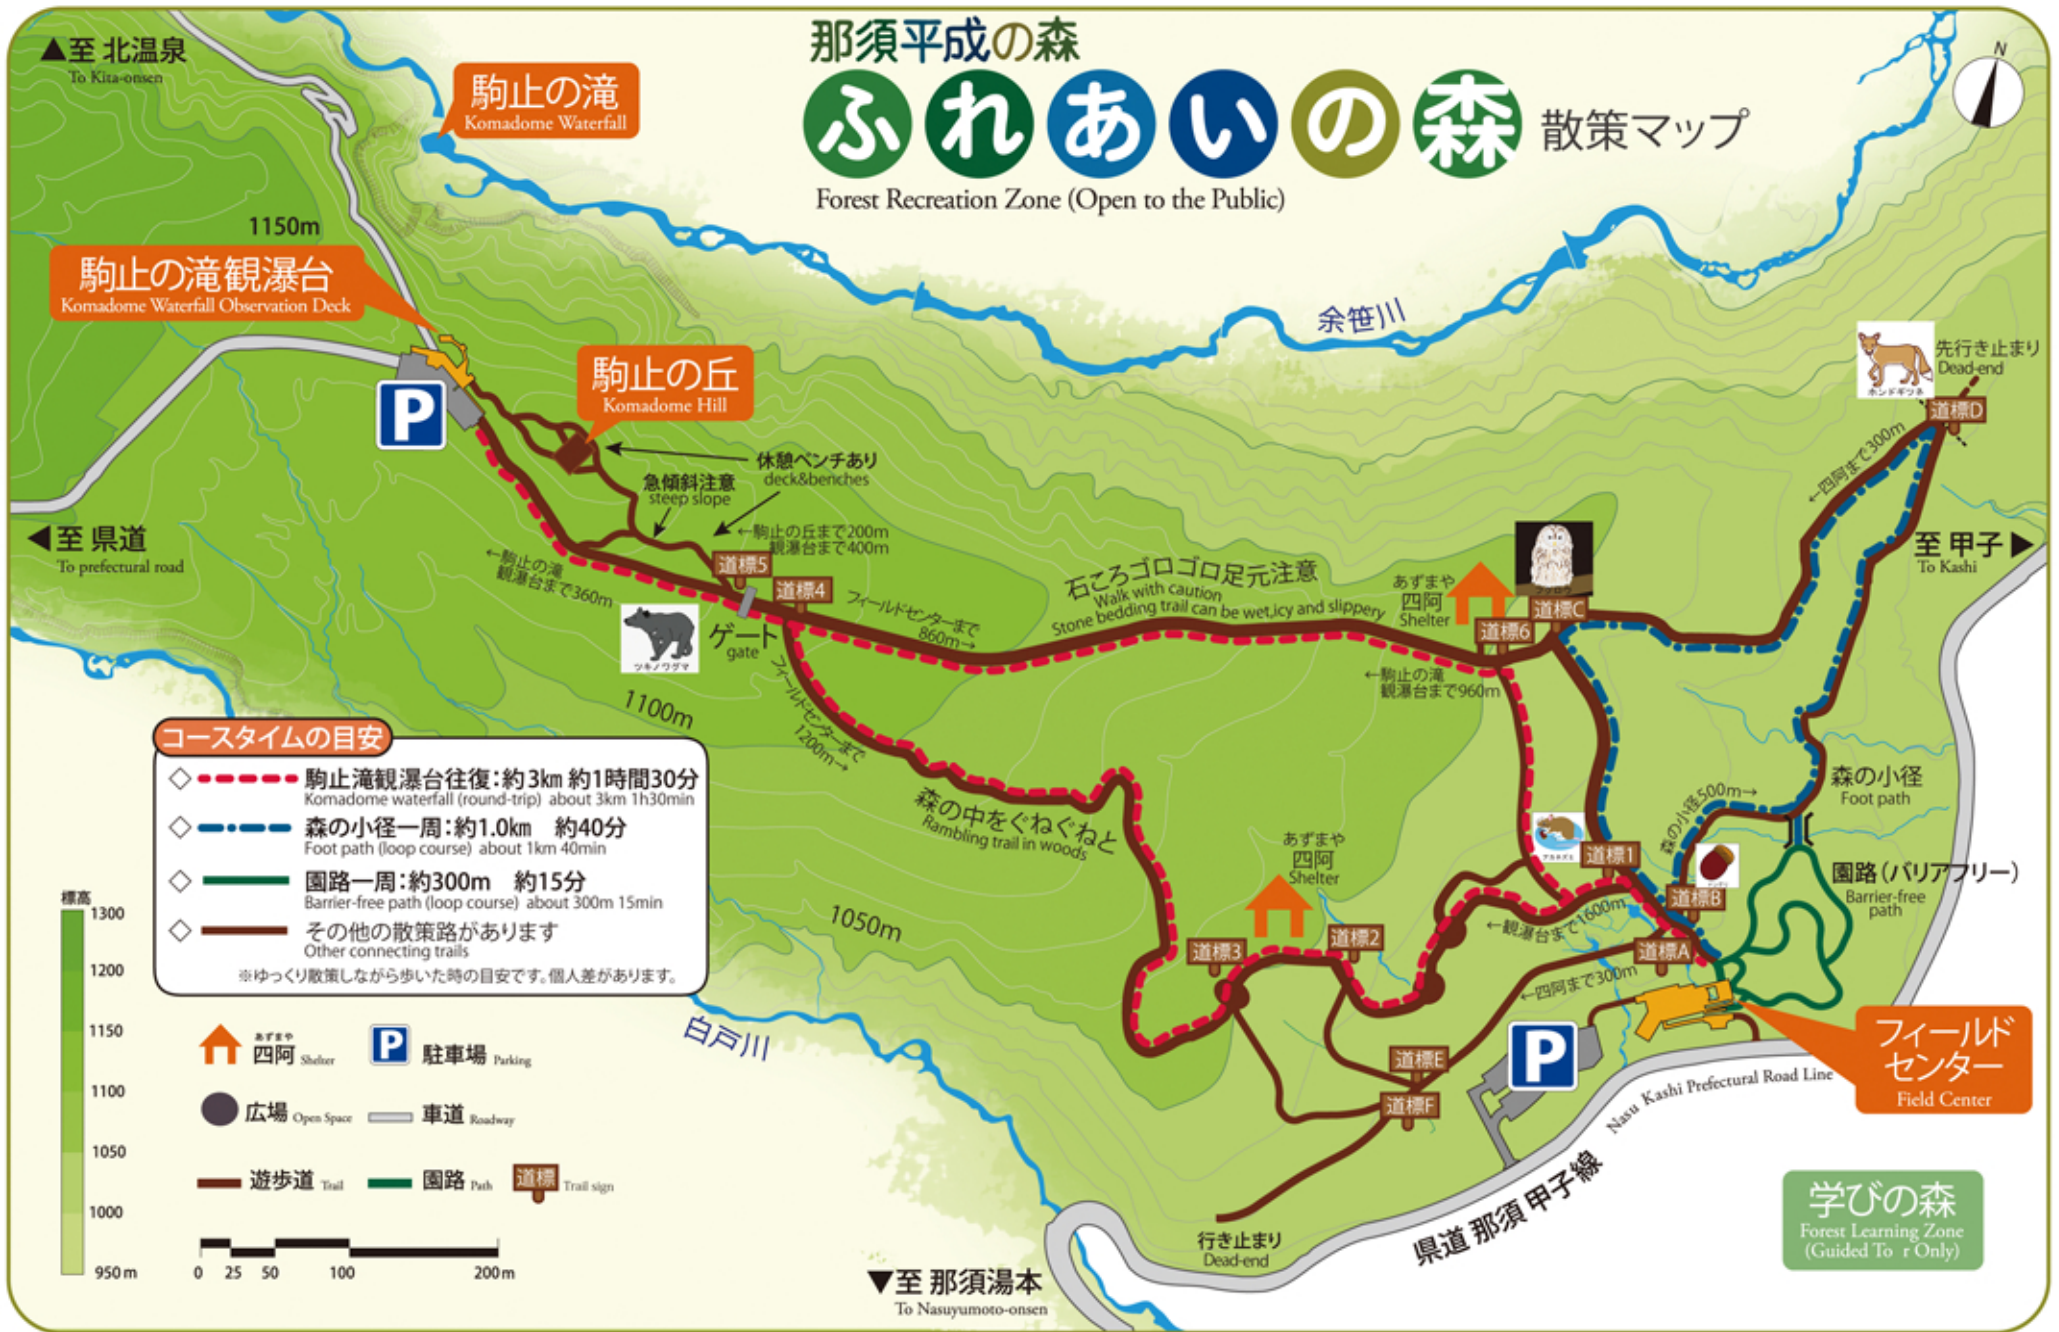 那須平成の森
ふれあいの森 散策マップ
Forest Recreation Zone (Open to the Public)
N
▲至 北温泉
To Kita-onsen
駒止の滝
Komadome Waterfall
1150m
駒止の滝観瀑台
Komadome Waterfall Observation Deck
P
駒止の丘
Komadome Hill
休憩ベンチあり
deck&benches
急傾斜注意
steep slope
←駒止の丘まで200m
観瀑台まで400m
◀至 県道
To prefectural road
←駒止の滝
観瀑台まで360m
道標5
道標4
ゲート
gate
ツキノワグマ
フィールドセンターまで
860m→
フィールドセンターまで
1200m→
石ころゴロゴロ足元注意
Walk with caution
Stone bedding trail can be wet,icy and slippery
余笹川
あずまや
四阿
Shelter
道標6
道標C
←駒止の滝
観瀑台まで960m
ホンドギツネ
先行き止まり
Dead-end
道標D
←四阿まで300m
至 甲子▶
To Kashi
1100m
森の中をぐねぐねと
Rambling trail in woods
1050m
あずまや
四阿
Shelter
道標3
道標2
道標1
森の小径500m→
森の小径
Foot path
道標B
園路(バリアフリー)
Barrier-free
path
←観瀑台まで1600m
道標A
←四阿まで300m
道標E
道標F
P
フィールド
センター
Field Center
Nasu Kashi Prefectural Road Line
県道 那須 甲子線
行き止まり
Dead-end
白戸川
▼至 那須湯本
To Nasuyumoto-onsen
学びの森
Forest Learning Zone
(Guided To r Only)
コースタイムの目安
駒止滝観瀑台往復:約3km 約1時間30分
Komadome waterfall (round-trip) about 3km 1h30min
森の小径一周:約1.0km 約40分
Foot path (loop course) about 1km 40min
園路一周:約300m 約15分
Barrier-free path (loop course) about 300m 15min
その他の散策路があります
Other connecting trails
※ゆっくり散策しながら歩いた時の目安です。個人差があります。
標高
1300
1200
1150
1100
1050
1000
950m
あずまや
四阿 Shelter
P 駐車場 Parking
広場 Open Space
車道 Roadway
遊歩道 Trail
園路 Path
道標 Trail sign
0 25 50 100 200m